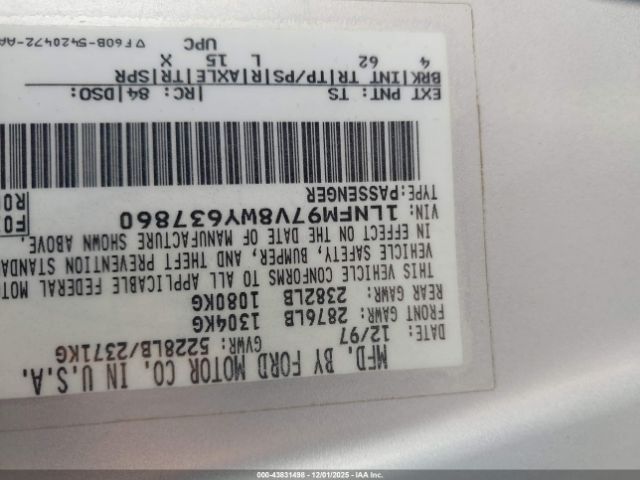 MFD. BY FORD MOTOR CO. IN U.S.A.
DATE: 12/97 GVWR: 5228LB/2371KG
FRONT GAWR: 2876LB 1304KG
REAR GAWR: 2382LB 1080KG
THIS VEHICLE CONFORMS TO ALL APPLICABLE FEDERAL MOT
VEHICLE SAFETY, BUMPER, AND THEFT PREVENTION STANDA
IN EFFECT ON THE DATE OF MANUFACTURE SHOWN ABOVE.
VIN: 1LNFM97V8WY637860
TYPE: PASSENGER
EXT PNT: TS RC: 84 DSO:
BRK INT TR TP/PS R AXLE TR SPR
4 62 L 15 X
UPC
F60B-5420472-AA
000-43831498 - 12/01/2025 - IAA, Inc.